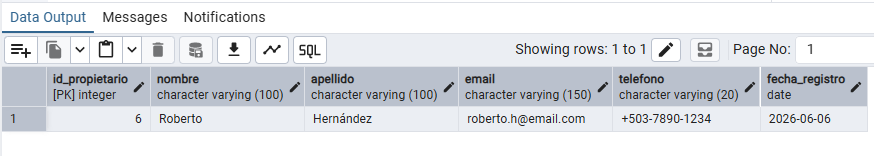 Data Output Messages Notifications
SQL Showing rows: 1 to 1 Page No: 1
id_propietario nombre apellido email telefono fecha_registro
[PK] integer character varying (100) character varying (100) character varying (150) character varying (20) date
1 6 Roberto Hernández roberto.h@email.com +503-7890-1234 2026-06-06